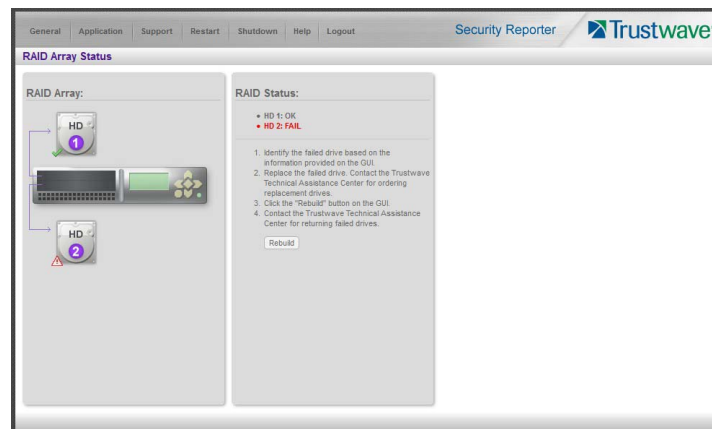 General Application Support Restart Shutdown Help Logout
Security Reporter
Trustwave
RAID Array Status
RAID Array:
HD
1
HD
2
RAID Status:
• HD 1: OK
• HD 2: FAIL
1. Identify the failed drive based on the
information provided on the GUI.
2. Replace the failed drive. Contact the Trustwave
Technical Assistance Center for ordering
replacement drives.
3. Click the "Rebuild" button on the GUI.
4. Contact the Trustwave Technical Assistance
Center for returning failed drives.
Rebuild